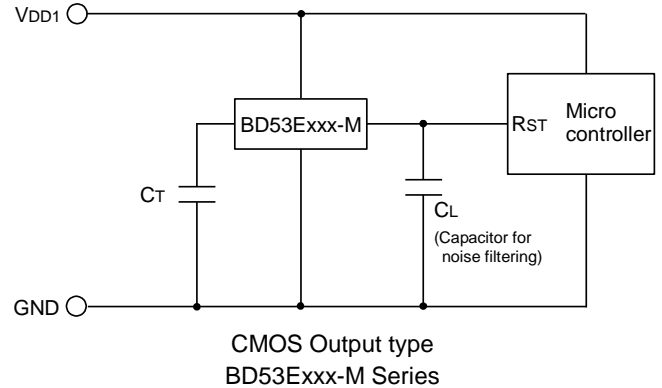 VDD1
BD53Exxx-M
RST
Micro
controller
CT
CL
(Capacitor for
noise filtering)
GND
CMOS Output type
BD53Exxx-M Series